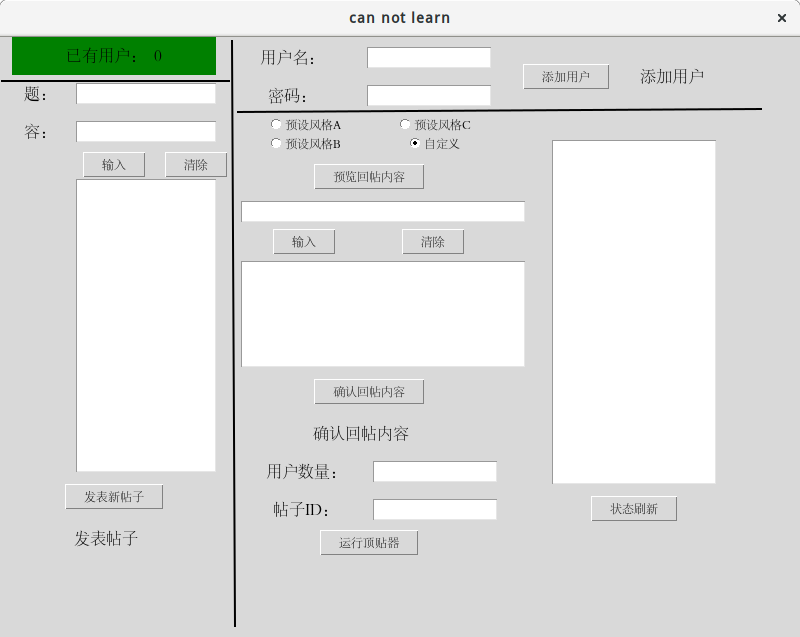 can not learn
已有用户： 0
题：
容：
输入 清除
发表新帖子
发表帖子
用户名：
密码：
添加用户 添加用户
预设风格A 预设风格C
预设风格B 自定义
预览回帖内容
输入 清除
确认回帖内容
确认回帖内容
用户数量：
帖子ID：
运行顶贴器
状态刷新